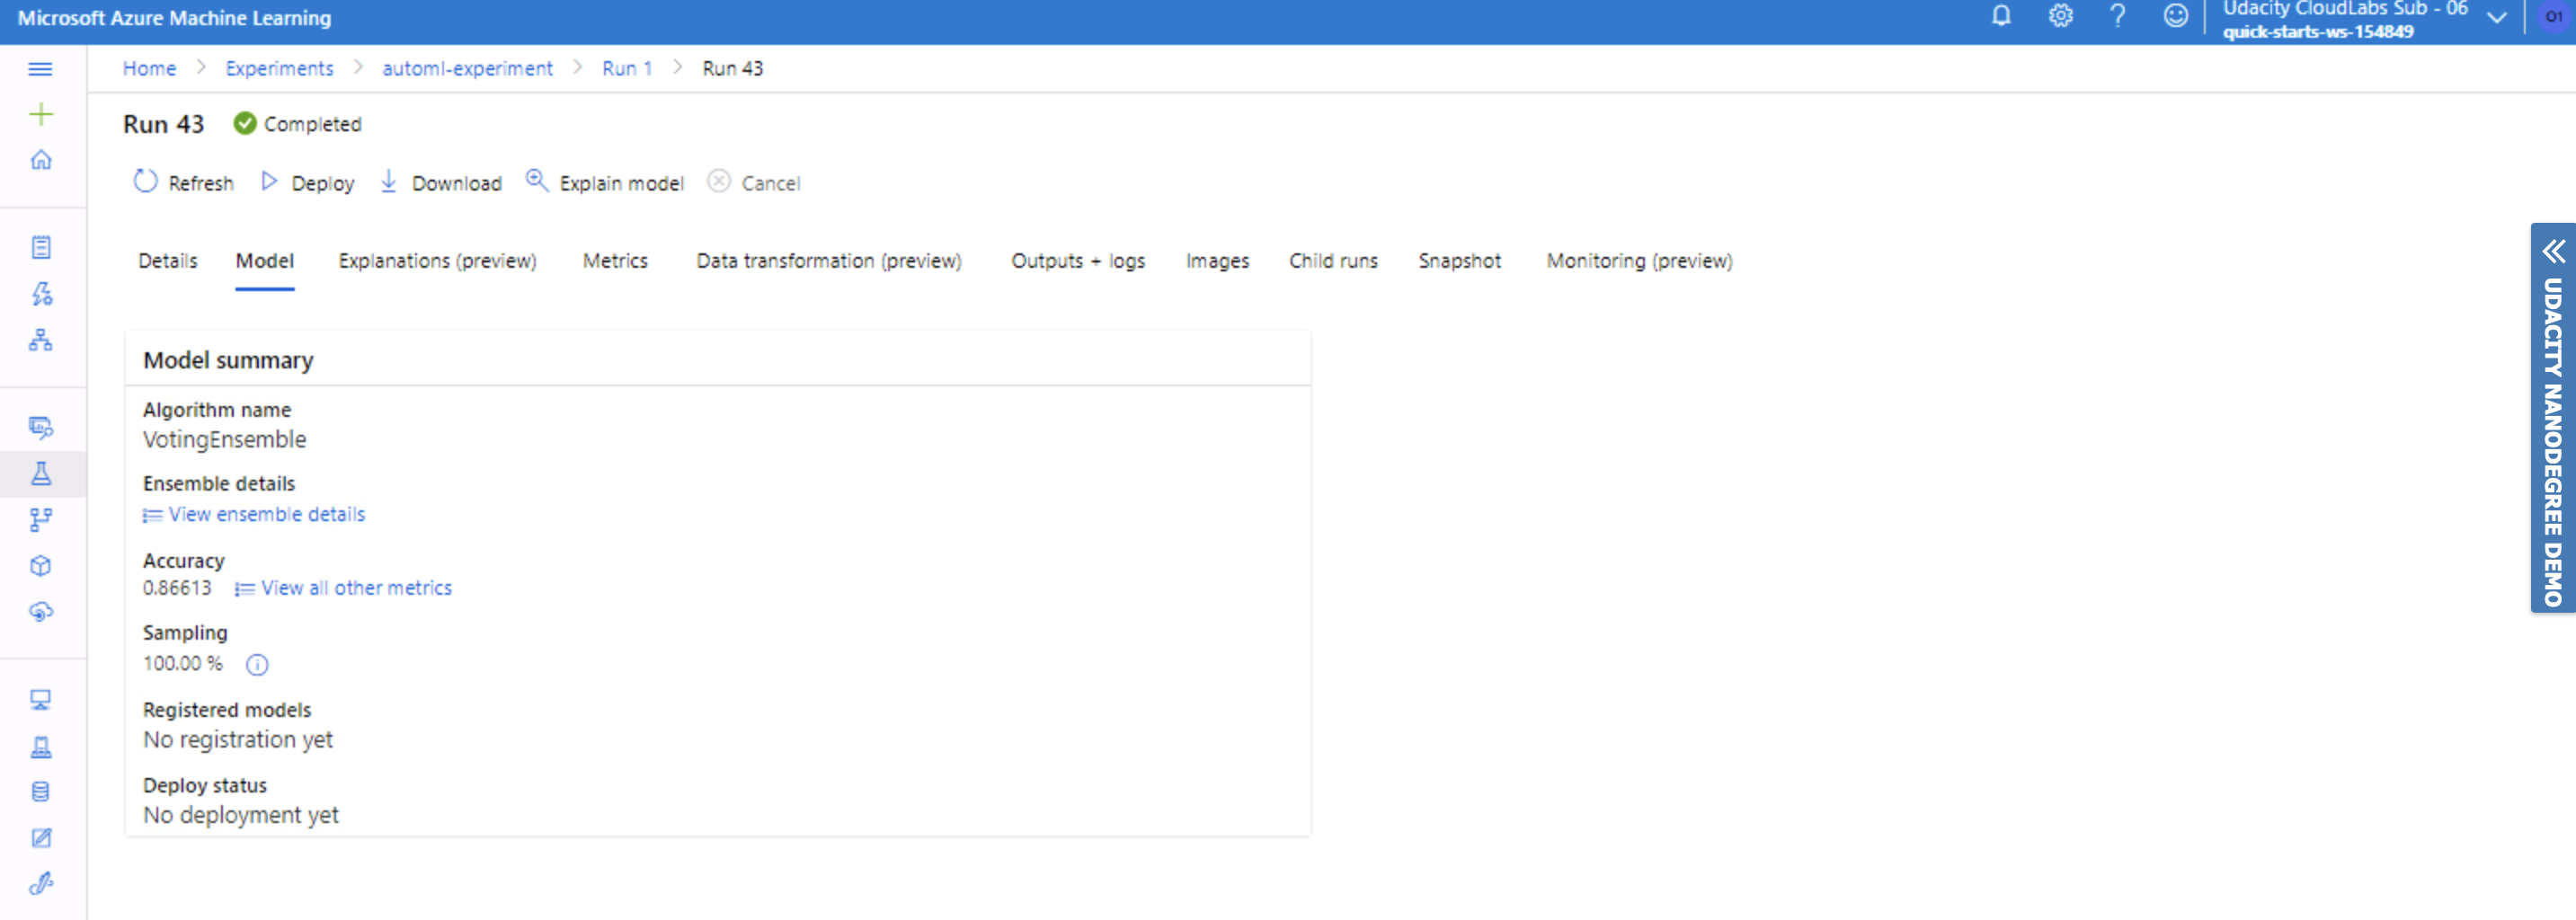 Microsoft Azure Machine Learning
Udacity CloudLabs Sub - 06
quick-starts-ws-154849
O1
Home > Experiments > automl-experiment > Run 1 > Run 43
Run 43 Completed
Refresh Deploy Download Explain model Cancel
Details Model Explanations (preview) Metrics Data transformation (preview) Outputs + logs Images Child runs Snapshot Monitoring (preview)
Model summary
Algorithm name
VotingEnsemble
Ensemble details
View ensemble details
Accuracy
0.86613 View all other metrics
Sampling
100.00 %
Registered models
No registration yet
Deploy status
No deployment yet
UDACITY NANODEGREE DEMO